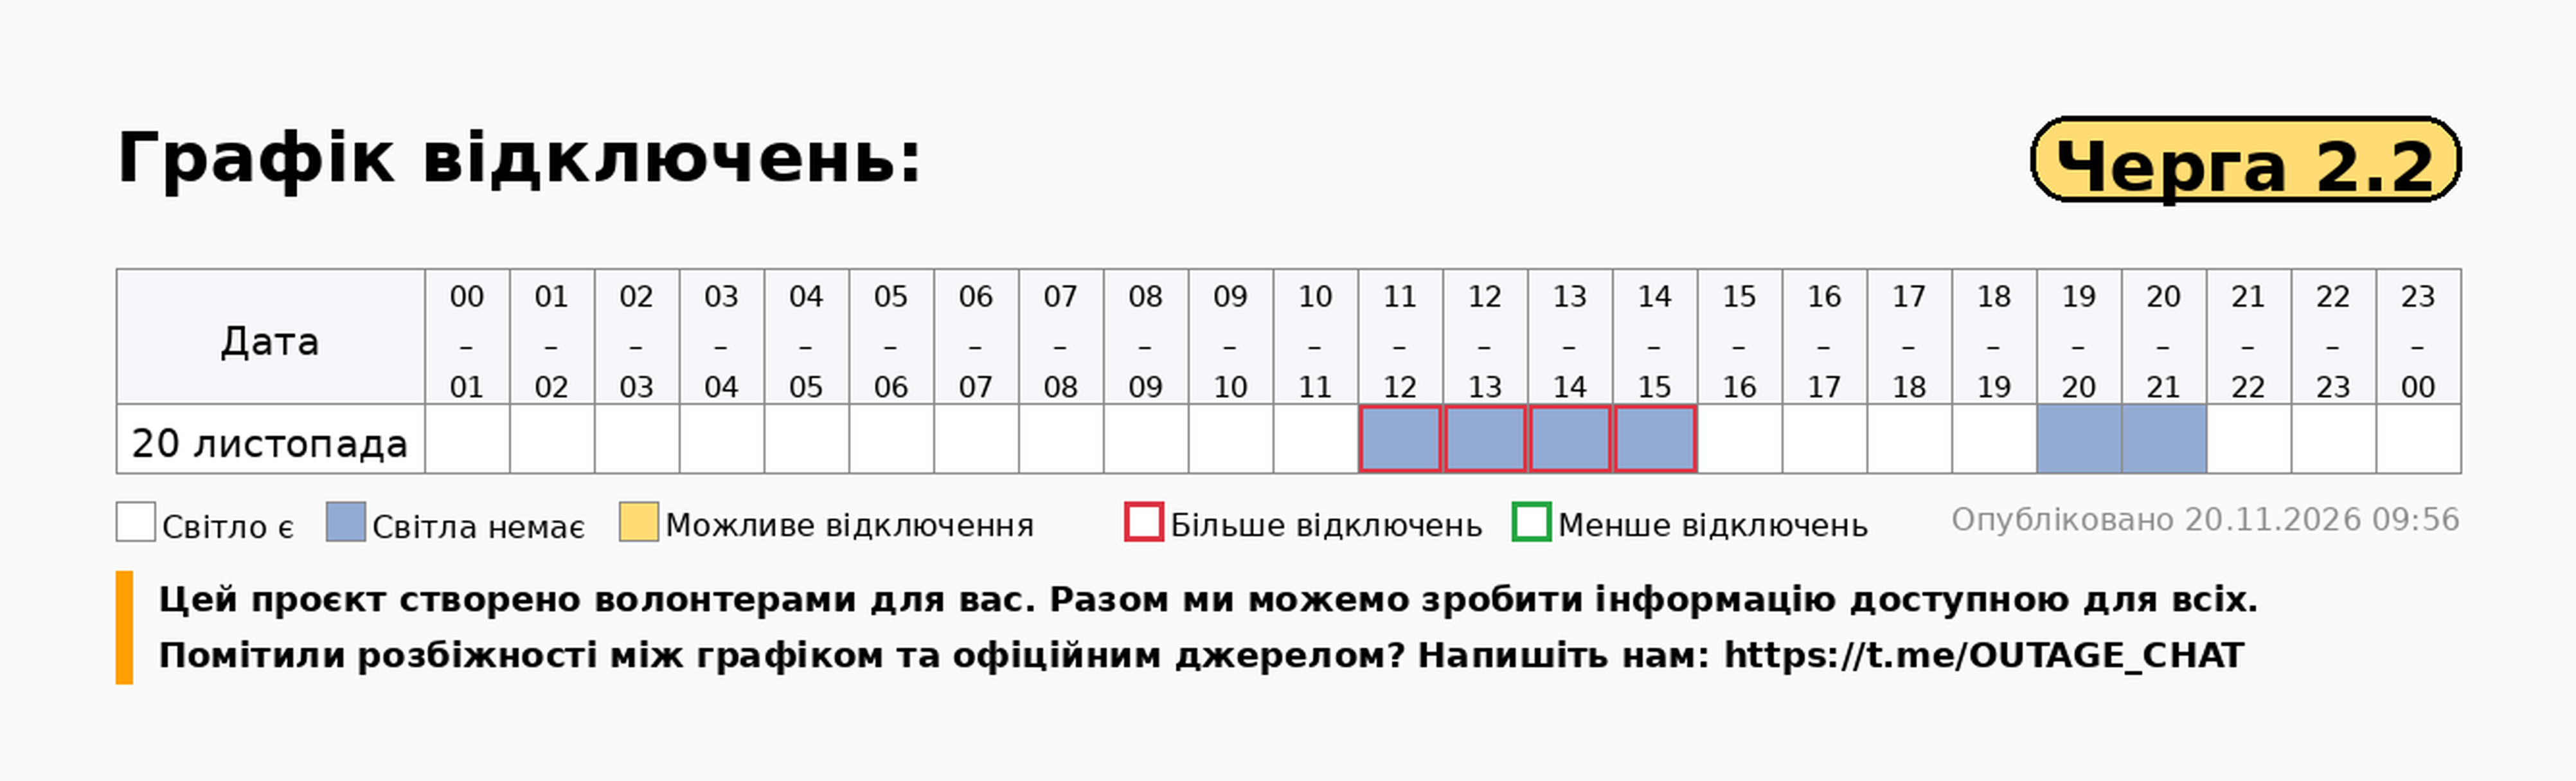 Графік відключень:
Черга 2.2
Дата 00 – 01 01 – 02 02 – 03 03 – 04 04 – 05 05 – 06 06 – 07 07 – 08 08 – 09 09 – 10 10 – 11 11 – 12 12 – 13 13 – 14 14 – 15 15 – 16 16 – 17 17 – 18 18 – 19 19 – 20 20 – 21 21 – 22 22 – 23 23 – 00
20 листопада
Світло є Світла немає Можливе відключення Більше відключень Менше відключень Опубліковано 20.11.2026 09:56
Цей проєкт створено волонтерами для вас. Разом ми можемо зробити інформацію доступною для всіх.
Помітили розбіжності між графіком та офіційним джерелом? Напишіть нам: https://t.me/OUTAGE_CHAT